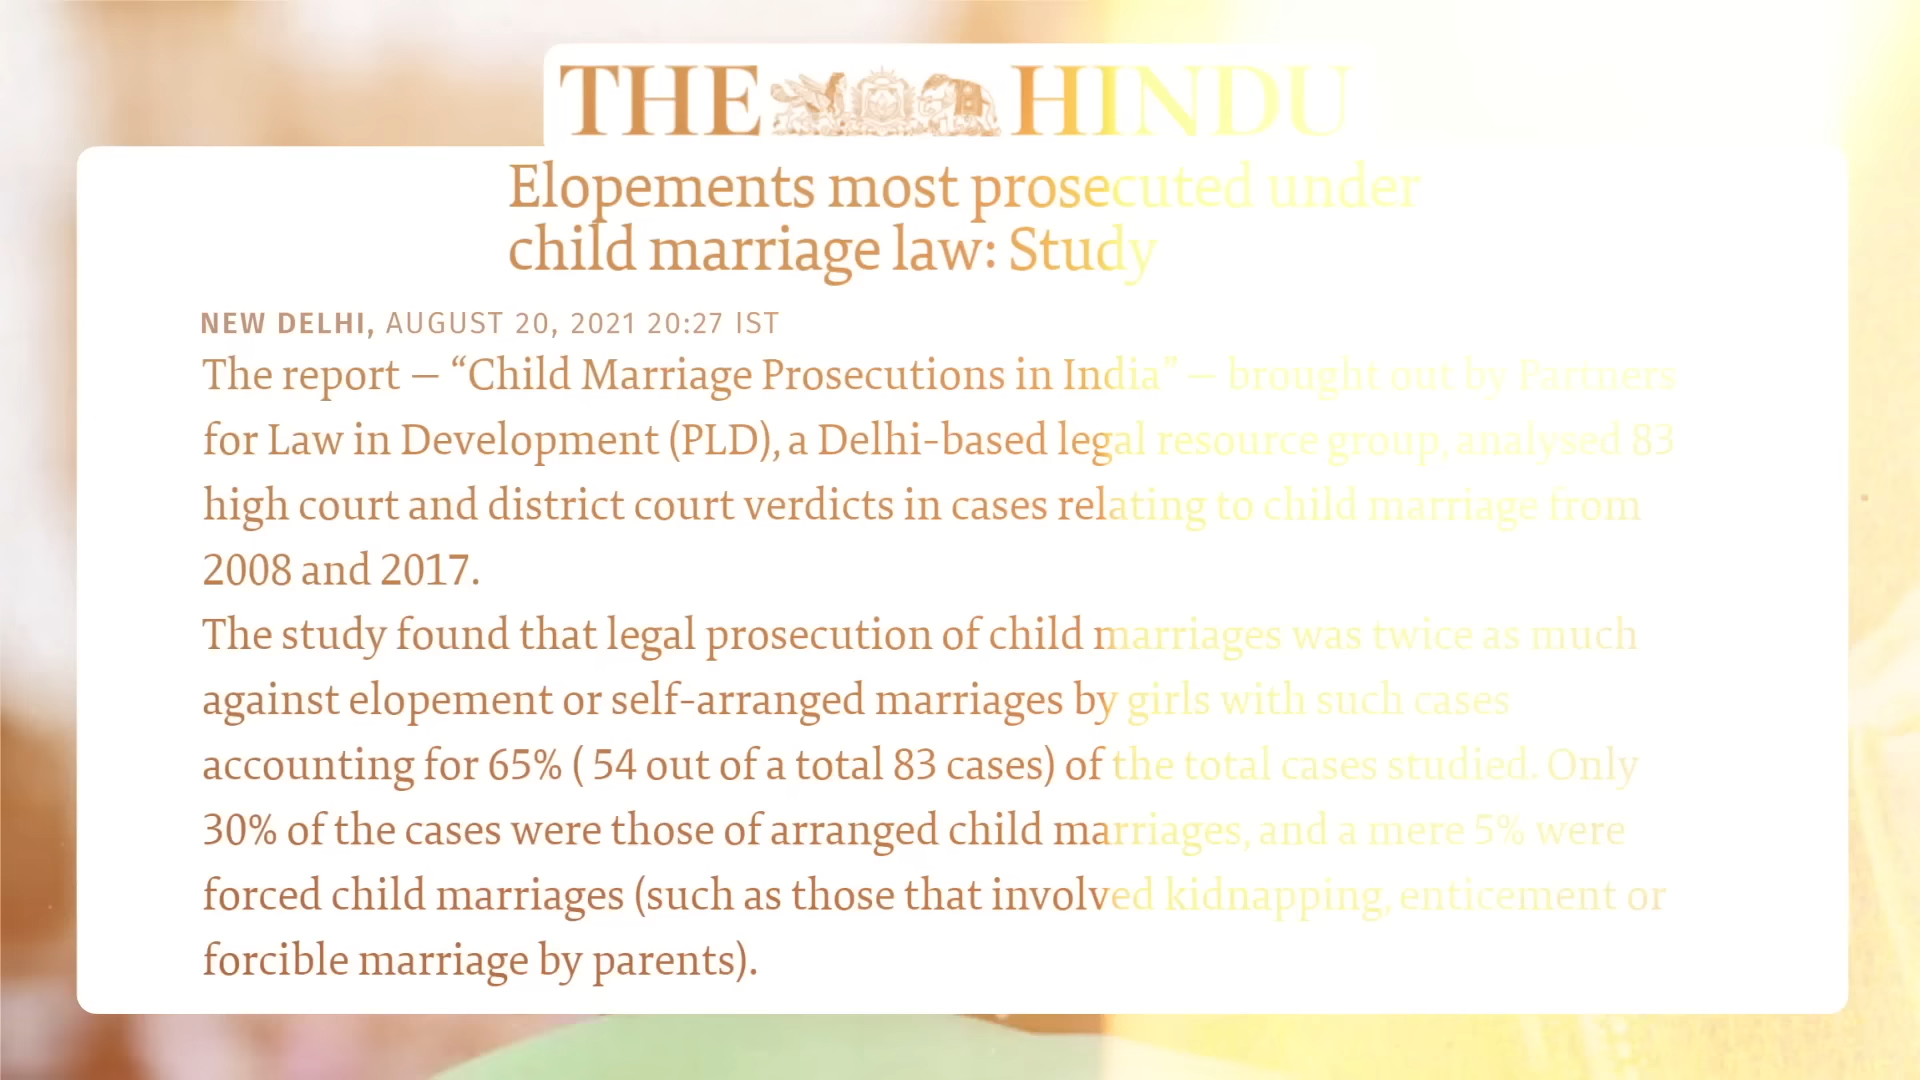 THE HINDU
Elopements most prosecuted under
child marriage law: Study
NEW DELHI, AUGUST 20, 2021 20:27 IST
The report — “Child Marriage Prosecutions in India” — brought out by Partners
for Law in Development (PLD), a Delhi-based legal resource group, analysed 83
high court and district court verdicts in cases relating to child marriage from
2008 and 2017.
The study found that legal prosecution of child marriages was twice as much
against elopement or self-arranged marriages by girls with such cases
accounting for 65% ( 54 out of a total 83 cases) of the total cases studied. Only
30% of the cases were those of arranged child marriages, and a mere 5% were
forced child marriages (such as those that involved kidnapping, enticement or
forcible marriage by parents).